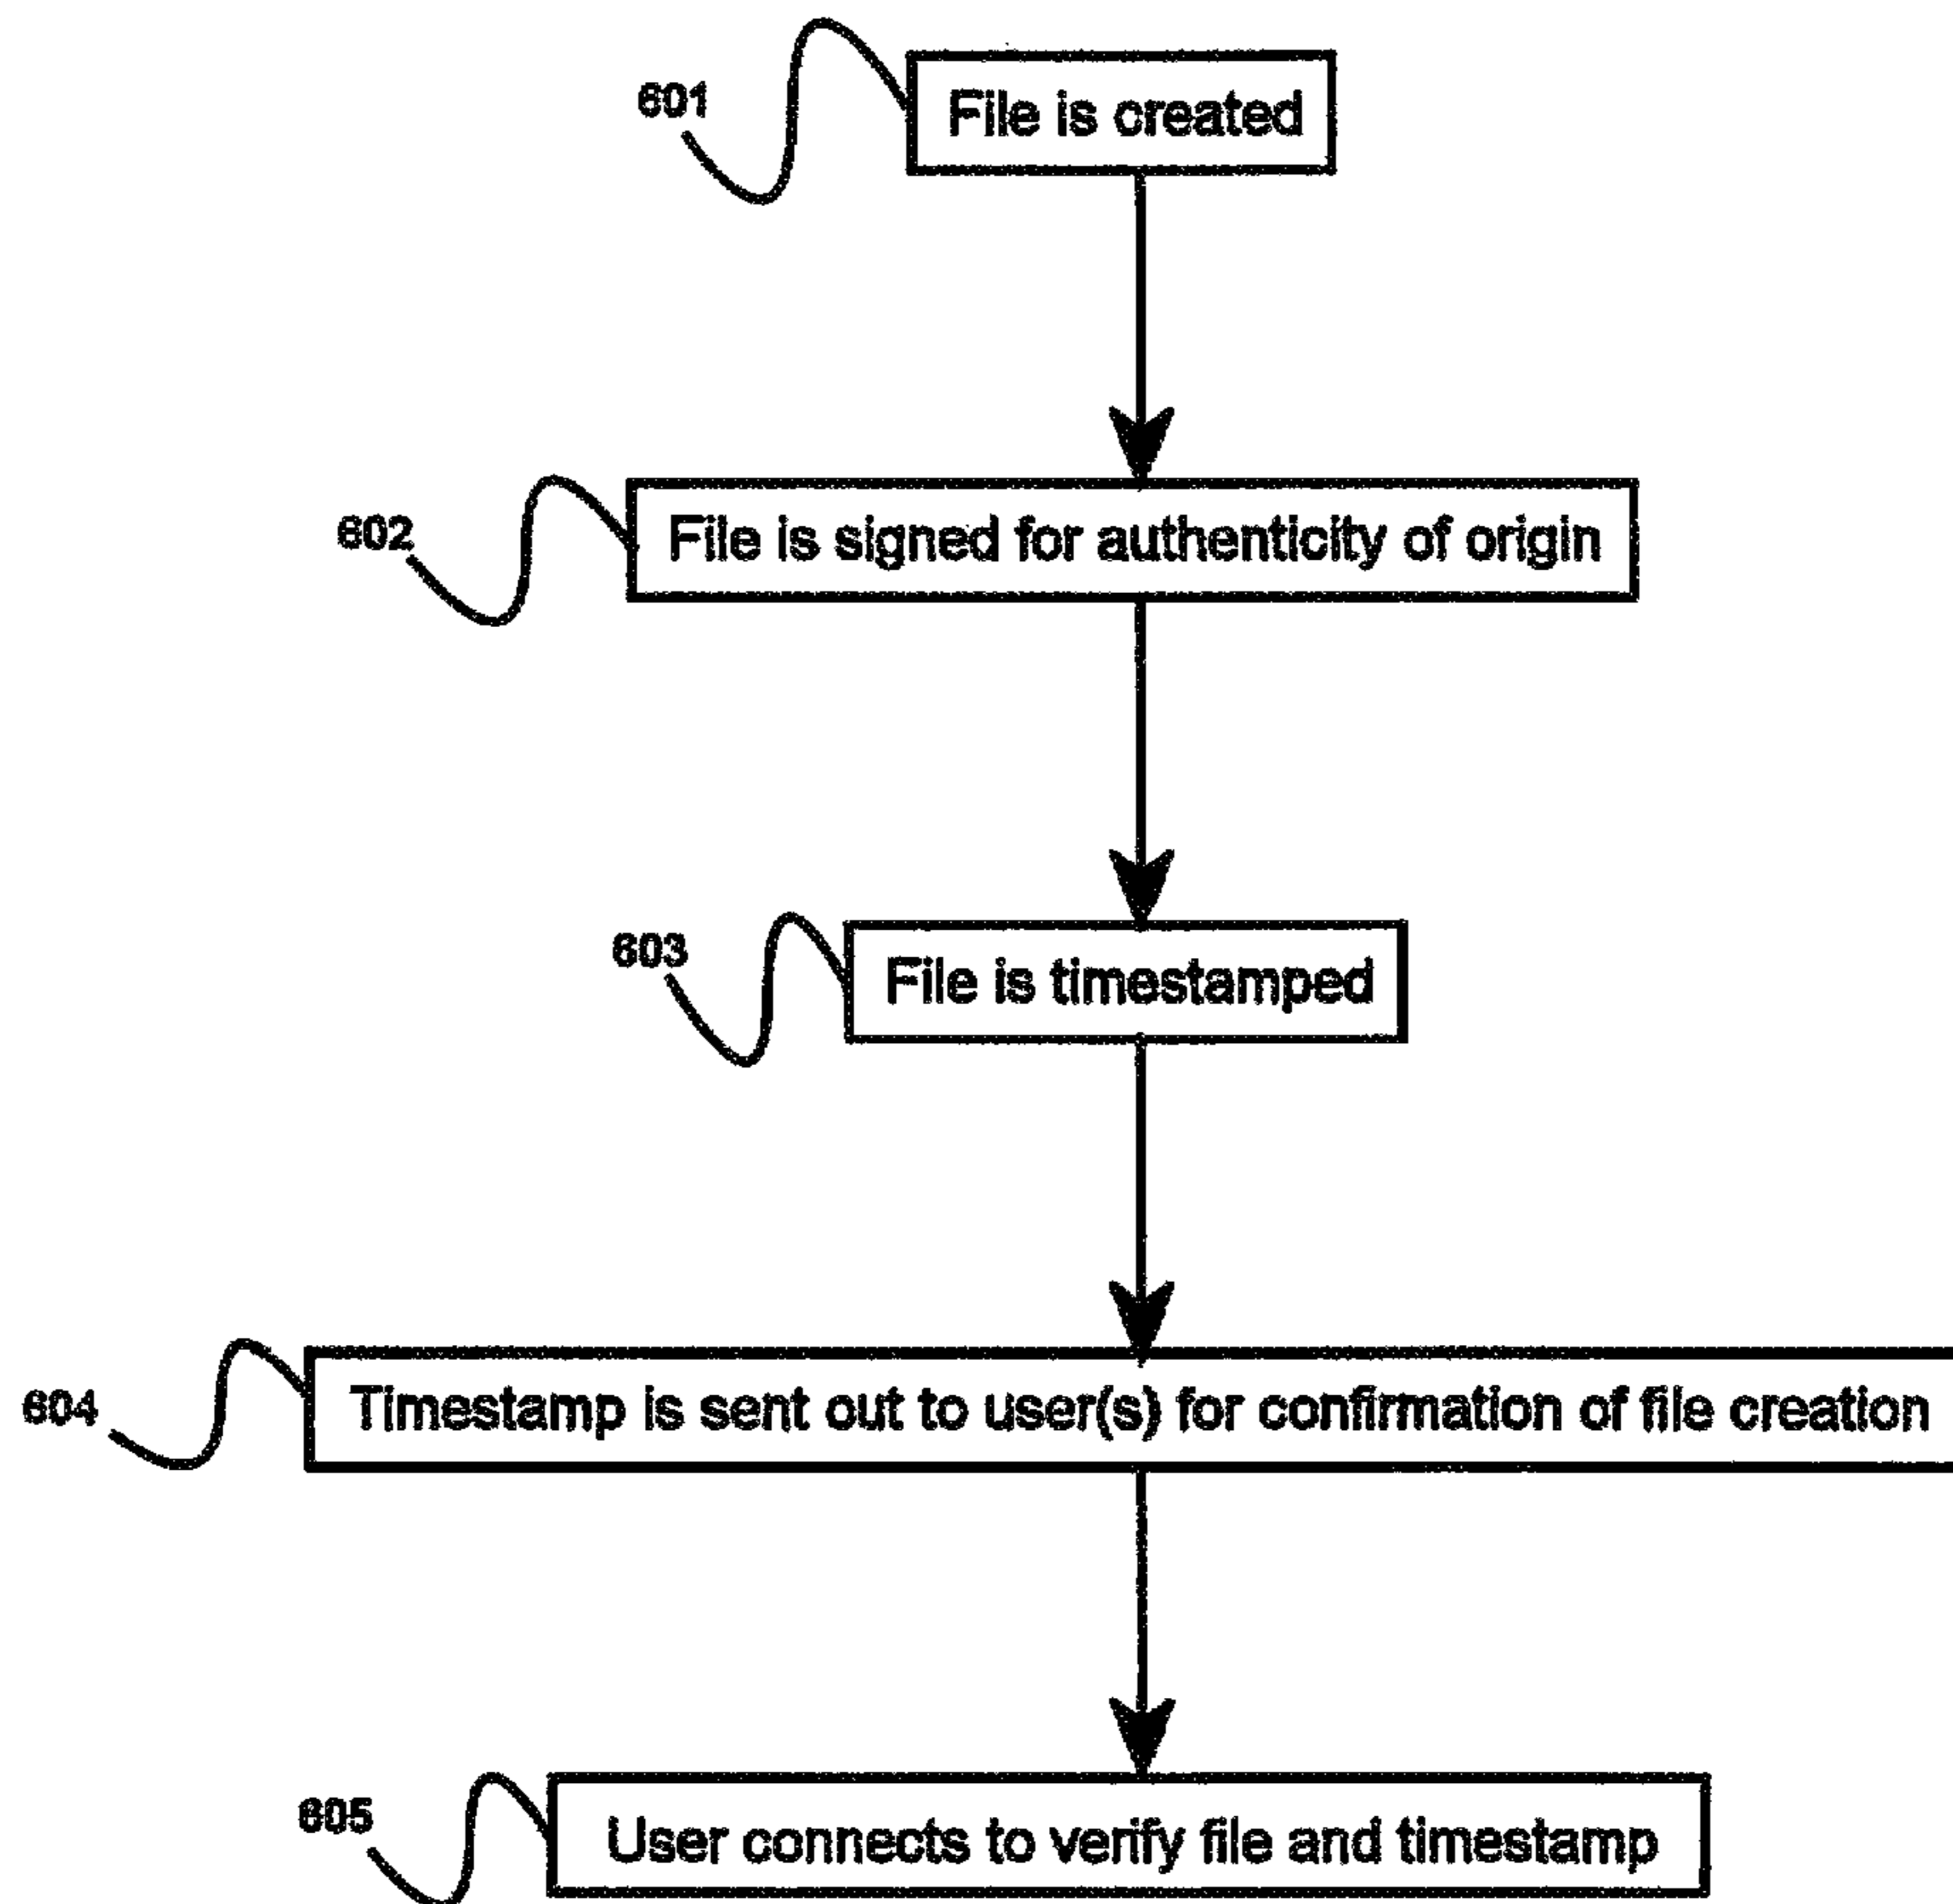 601
File is created
602
File is signed for authenticity of origin
603
File is timestamped
604
Timestamp is sent out to user(s) for confirmation of file creation
605
User connects to verify file and timestamp